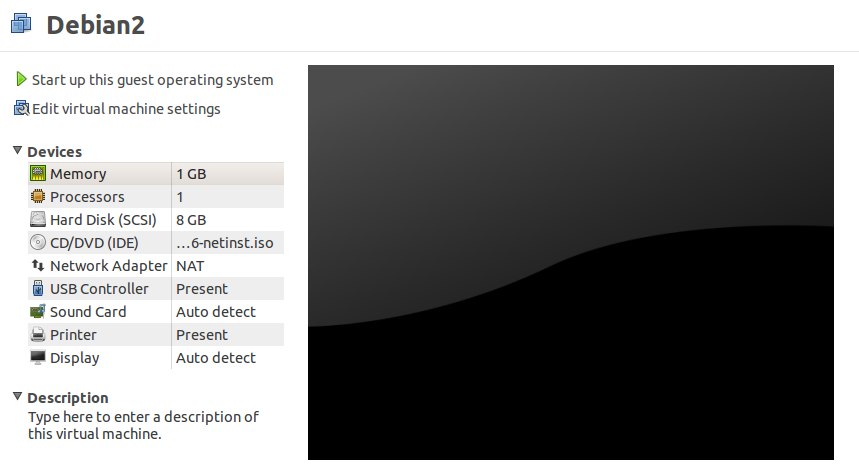 Debian2
Start up this guest operating system
Edit virtual machine settings
Devices
Memory 1 GB
Processors 1
Hard Disk (SCSI) 8 GB
CD/DVD (IDE) ...6-netinst.iso
Network Adapter NAT
USB Controller Present
Sound Card Auto detect
Printer Present
Display Auto detect
Description
Type here to enter a description of
this virtual machine.